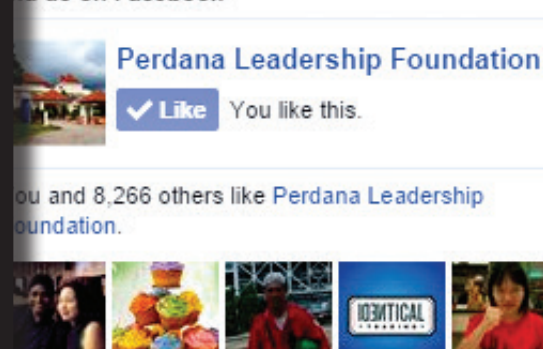 Perdana Leadership Foundation
Like You like this.
ou and 8,266 others like Perdana Leadership
oundation.
IDENTICAL